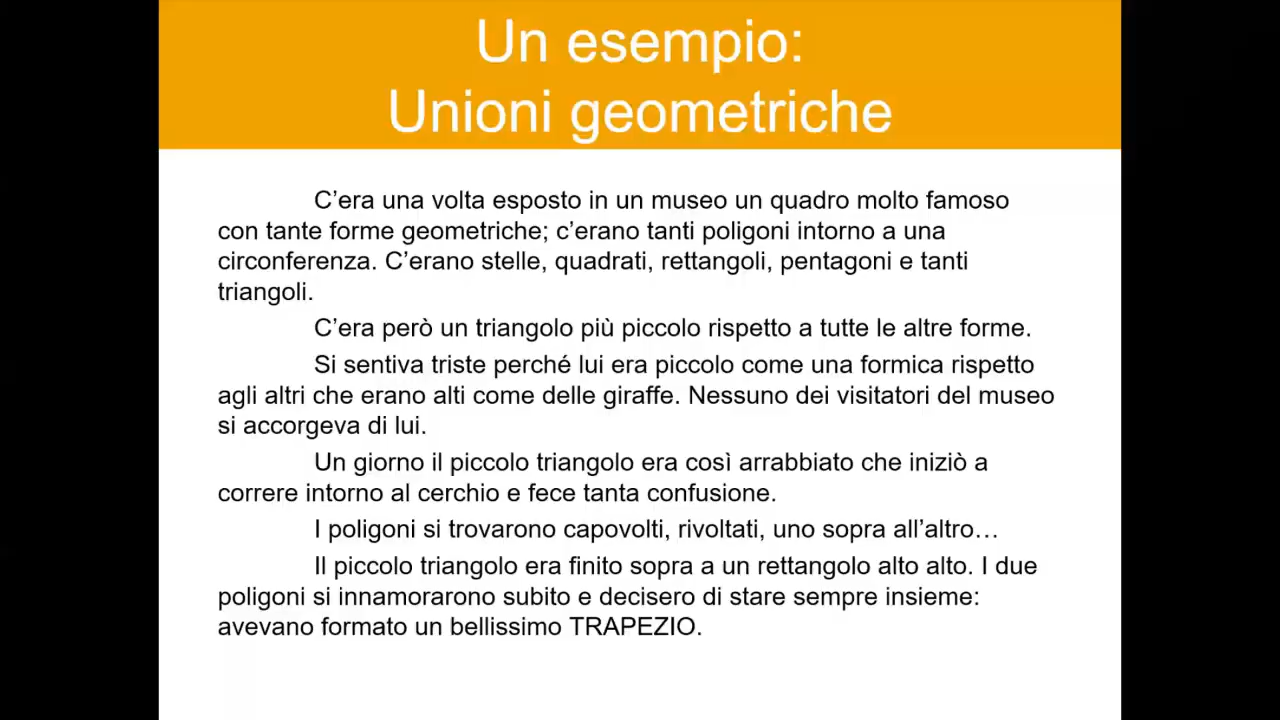 Un esempio:
Unioni geometriche
C’era una volta esposto in un museo un quadro molto famoso
con tante forme geometriche; c’erano tanti poligoni intorno a una
circonferenza. C’erano stelle, quadrati, rettangoli, pentagoni e tanti
triangoli.
C’era però un triangolo più piccolo rispetto a tutte le altre forme.
Si sentiva triste perché lui era piccolo come una formica rispetto
agli altri che erano alti come delle giraffe. Nessuno dei visitatori del museo
si accorgeva di lui.
Un giorno il piccolo triangolo era così arrabbiato che iniziò a
correre intorno al cerchio e fece tanta confusione.
I poligoni si trovarono capovolti, rivoltati, uno sopra all’altro…
Il piccolo triangolo era finito sopra a un rettangolo alto alto. I due
poligoni si innamorarono subito e decisero di stare sempre insieme:
avevano formato un bellissimo TRAPEZIO.